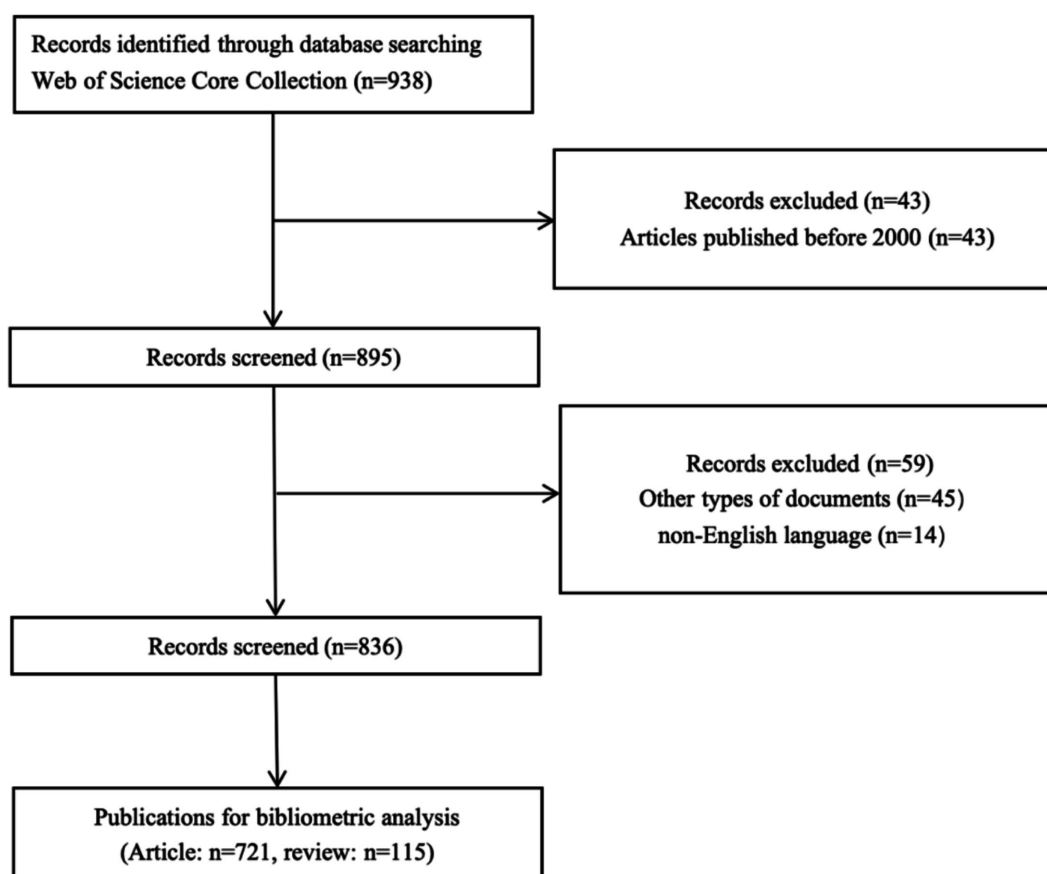 Records identified through database searching
Web of Science Core Collection (n=938)
Records excluded (n=43)
Articles published before 2000 (n=43)
Records screened (n=895)
Records excluded (n=59)
Other types of documents (n=45)
non-English language (n=14)
Records screened (n=836)
Publications for bibliometric analysis
(Article: n=721, review: n=115)